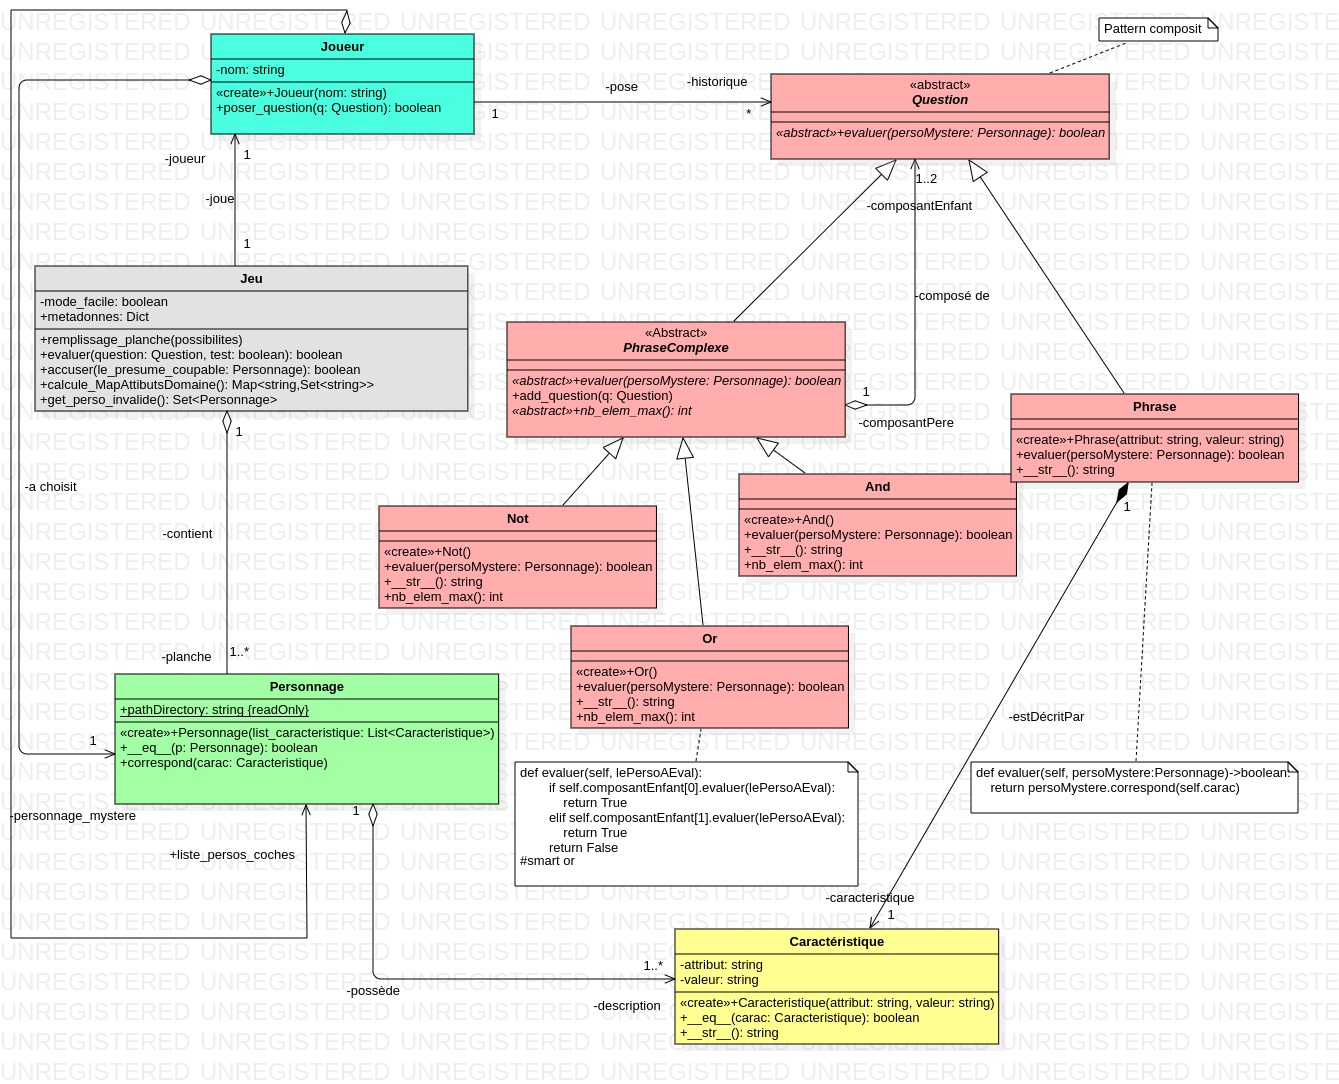 Pattern composit
Joueur
-nom: string
«create»+Joueur(nom: string)
+poser_question(q: Question): boolean
-pose
-historique
1
*
«abstract»
Question
«abstract»+evaluer(persoMystere: Personnage): boolean
-joueur
1
-joue
1
1..2
-composantEnfant
-composé de
Jeu
-mode_facile: boolean
+metadonnes: Dict
+remplissage_planche(possibilites)
+evaluer(question: Question, test: boolean): boolean
+accuser(le_presume_coupable: Personnage): boolean
+calcule_MapAttibutsDomaine(): Map<string,Set<string>>
+get_perso_invalide(): Set<Personnage>
«Abstract»
PhraseComplexe
«abstract»+evaluer(persoMystere: Personnage): boolean
+add_question(q: Question)
«abstract»+nb_elem_max(): int
1
-composantPere
Phrase
«create»+Phrase(attribut: string, valeur: string)
+evaluer(persoMystere: Personnage): boolean
+__str__(): string
1
1
-a choisit
-contient
-planche
1..*
Not
«create»+Not()
+evaluer(persoMystere: Personnage): boolean
+__str__(): string
+nb_elem_max(): int
And
«create»+And()
+evaluer(persoMystere: Personnage): boolean
+__str__(): string
+nb_elem_max(): int
Or
«create»+Or()
+evaluer(persoMystere: Personnage): boolean
+__str__(): string
+nb_elem_max(): int
Personnage
+pathDirectory: string {readOnly}
«create»+Personnage(list_caracteristique: List<Caracteristique>)
+__eq__(p: Personnage): boolean
+correspond(carac: Caracteristique)
1
-personnage_mystere
+liste_persos_coches
1
-estDécritPar
def evaluer(self, lePersoAEval):
if self.composantEnfant[0].evaluer(lePersoAEval):
return True
elif self.composantEnfant[1].evaluer(lePersoAEval):
return True
return False
#smart or
def evaluer(self, persoMystere:Personnage)->boolean:
return persoMystere.correspond(self.carac)
-caracteristique
1
1..*
-possède
-description
Caractéristique
-attribut: string
-valeur: string
«create»+Caracteristique(attribut: string, valeur: string)
+__eq__(carac: Caracteristique): boolean
+__str__(): string